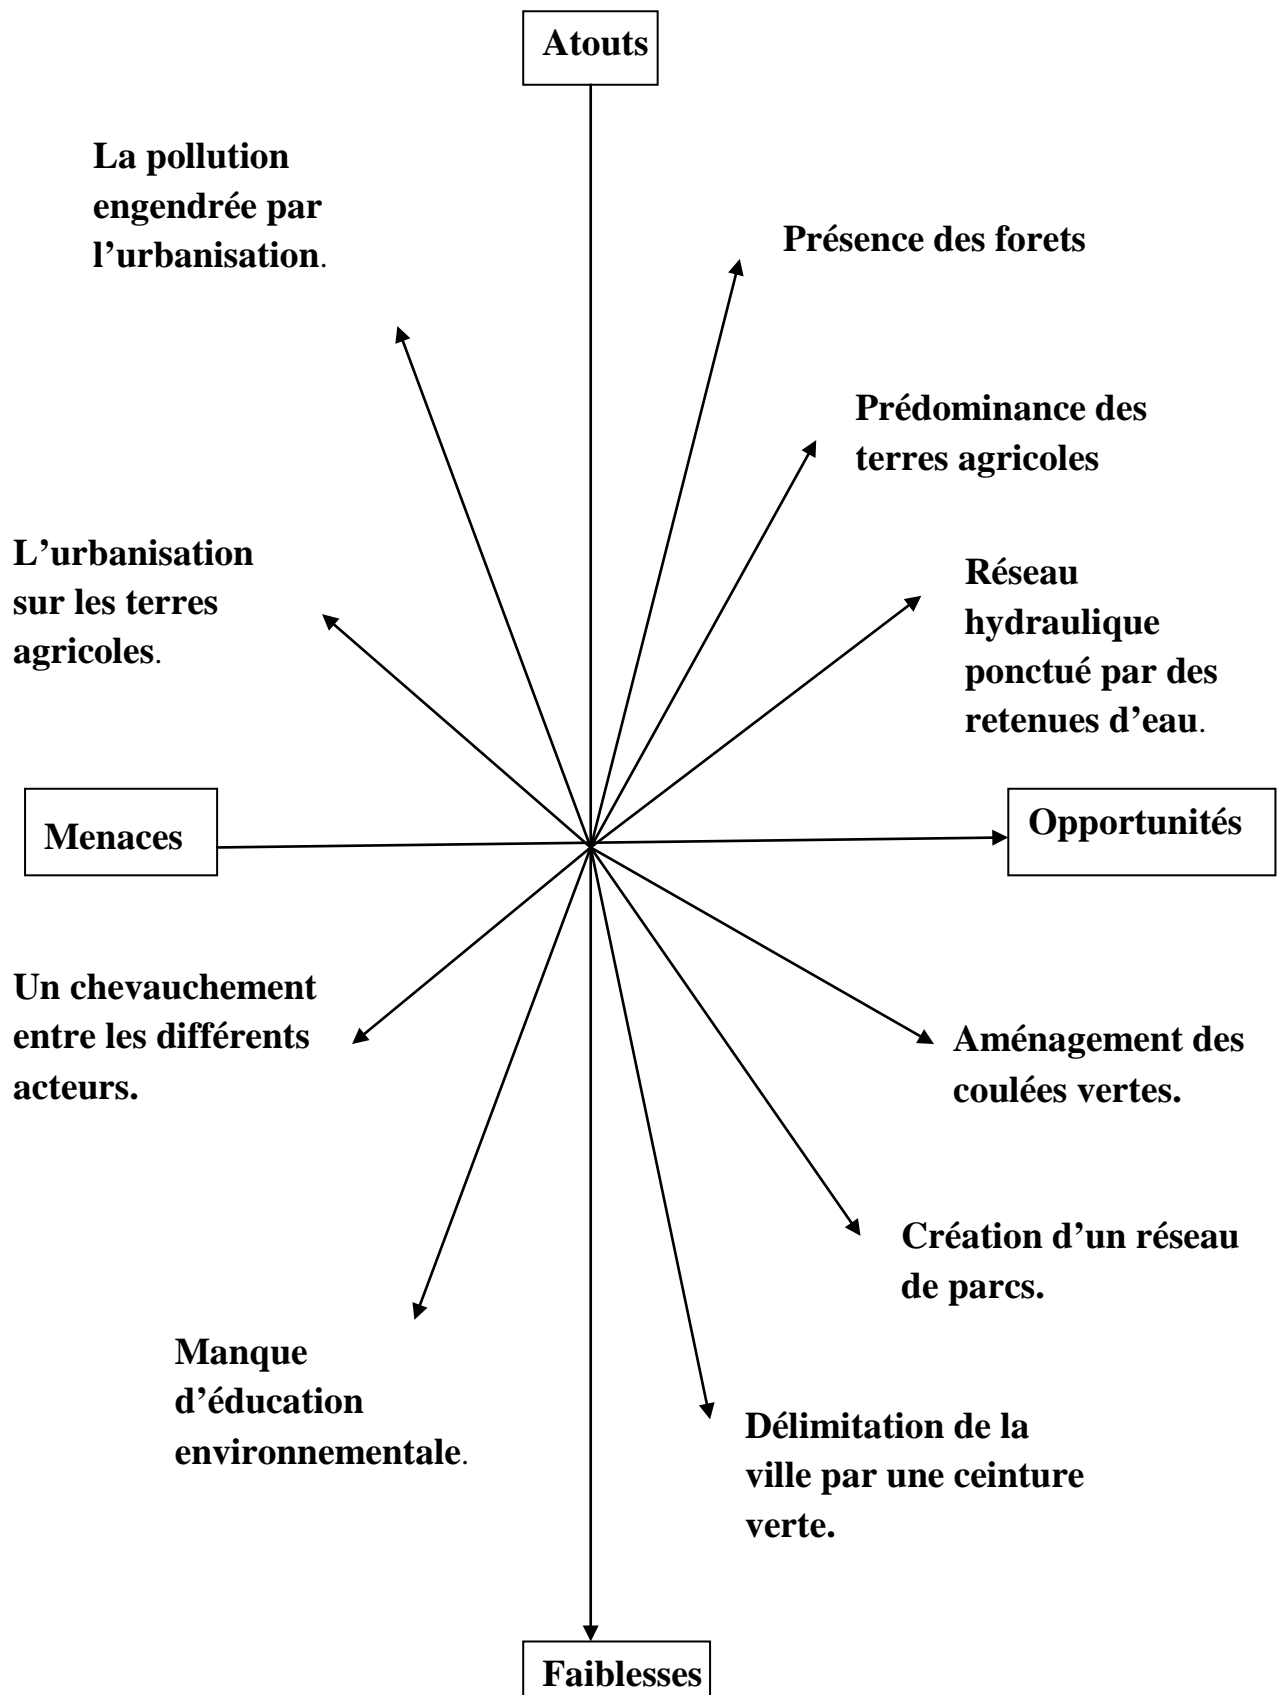 Atouts
La pollution
engendrée par
l’urbanisation.
Présence des forets
Prédominance des
terres agricoles
L’urbanisation
sur les terres
agricoles.
Réseau
hydraulique
ponctué par des
retenues d’eau.
Menaces
Opportunités
Un chevauchement
entre les différents
acteurs.
Aménagement des
coulées vertes.
Création d’un réseau
de parcs.
Manque
d’éducation
environnementale.
Délimitation de la
ville par une ceinture
verte.
Faiblesses